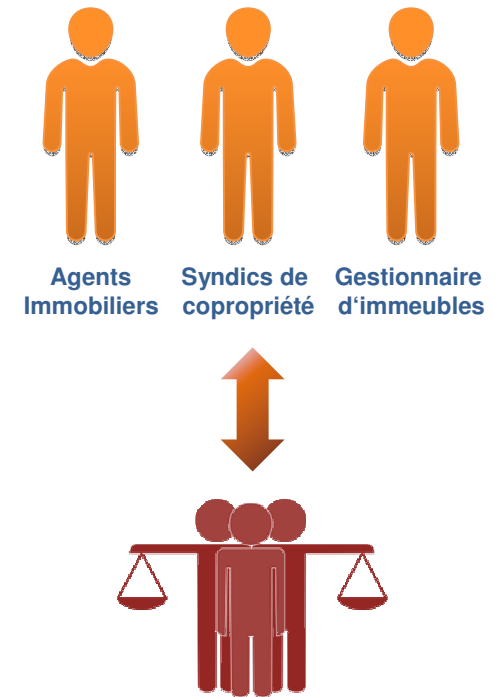 Agents
Immobiliers
Syndics de
copropriété
Gestionnaire
d‘immeubles